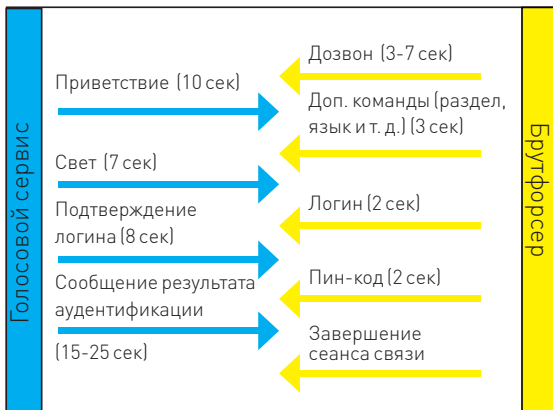 Голосовой сервис
Приветствие (10 сек)
Свет (7 сек)
Подтверждение
логина (8 сек)
Сообщение результата
аудентификации
(15-25 сек)
Дозвон (3-7 сек)
Доп. команды (раздел,
язык и т. д.) (3 сек)
Логин (2 сек)
Пин-код (2 сек)
Завершение
сеанса связи
Брутфорсер